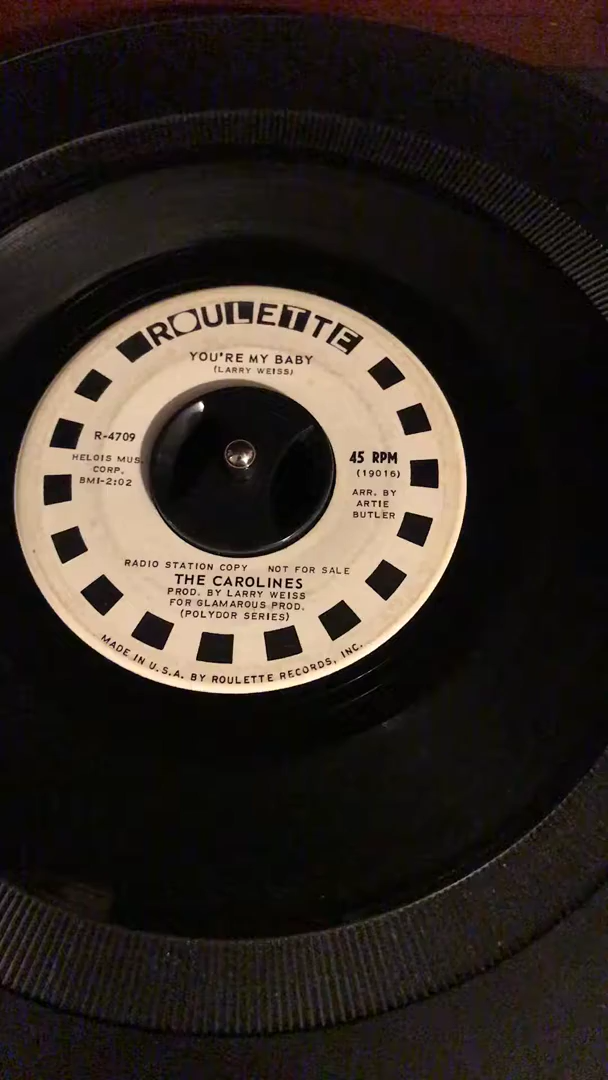 ROULETTE
YOU'RE MY BABY
(LARRY WEISS)
R-4709
HELOIS MUS.
CORP.
BMI-2:02
45 RPM
(19016)
ARR. BY
ARTIE
BUTLER
RADIO STATION COPY NOT FOR SALE
THE CAROLINES
PROD. BY LARRY WEISS
FOR GLAMAROUS PROD.
(POLYDOR SERIES)
MADE IN U.S.A. BY ROULETTE RECORDS, INC.